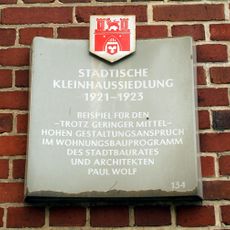 STÄDTISCHE
KLEINHAUSSIEDLUNG
1921-1923
BEISPIEL FÜR DEN
-TROTZ GERINGER MITTEL-
HOHEN GESTALTUNGSANSPRUCH
IM WOHNUNGSBAUPROGRAMM
DES STADTBAURATES
UND ARCHITEKTEN
PAUL WOLF
134